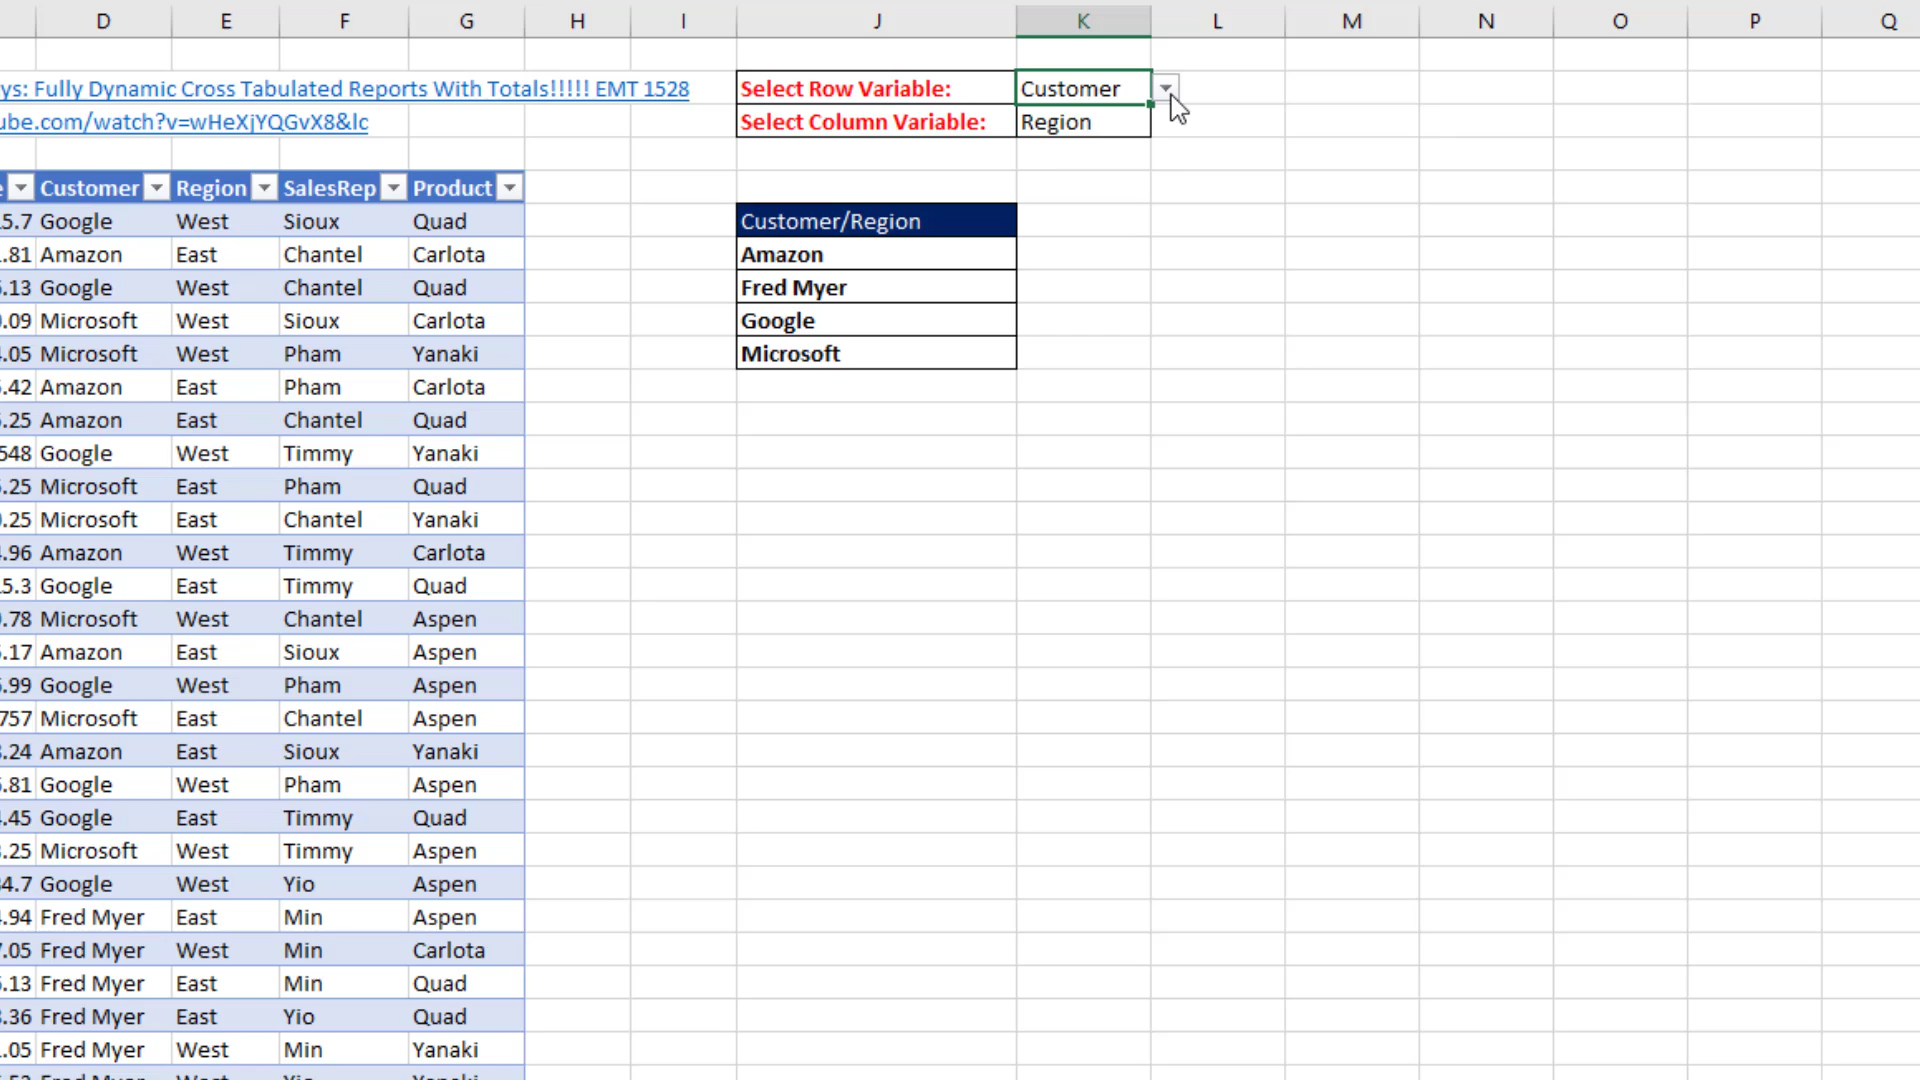 D E F G H I J K L M N O P Q
ys: Fully Dynamic Cross Tabulated Reports With Totals!!!!! EMT 1528 Select Row Variable: Customer
ube.com/watch?v=wHeXjYQGvX8&lc Select Column Variable: Region
e Customer Region SalesRep Product
15.7 Google West Sioux Quad Customer/Region
.81 Amazon East Chantel Carlota Amazon
.13 Google West Chantel Quad Fred Myer
.09 Microsoft West Sioux Carlota Google
.05 Microsoft West Pham Yanaki Microsoft
.42 Amazon East Pham Carlota
.25 Amazon East Chantel Quad
548 Google West Timmy Yanaki
.25 Microsoft East Pham Quad
.25 Microsoft East Chantel Yanaki
.96 Amazon West Timmy Carlota
15.3 Google East Timmy Quad
.78 Microsoft West Chantel Aspen
.17 Amazon East Sioux Aspen
.99 Google West Pham Aspen
757 Microsoft East Chantel Aspen
.24 Amazon East Sioux Yanaki
.81 Google West Pham Aspen
.45 Google East Timmy Quad
.25 Microsoft West Timmy Aspen
34.7 Google West Yio Aspen
.94 Fred Myer East Min Aspen
.05 Fred Myer West Min Carlota
.13 Fred Myer East Min Quad
.36 Fred Myer East Yio Quad
.05 Fred Myer West Min Yanaki
Fred Myer West Yio Yanaki